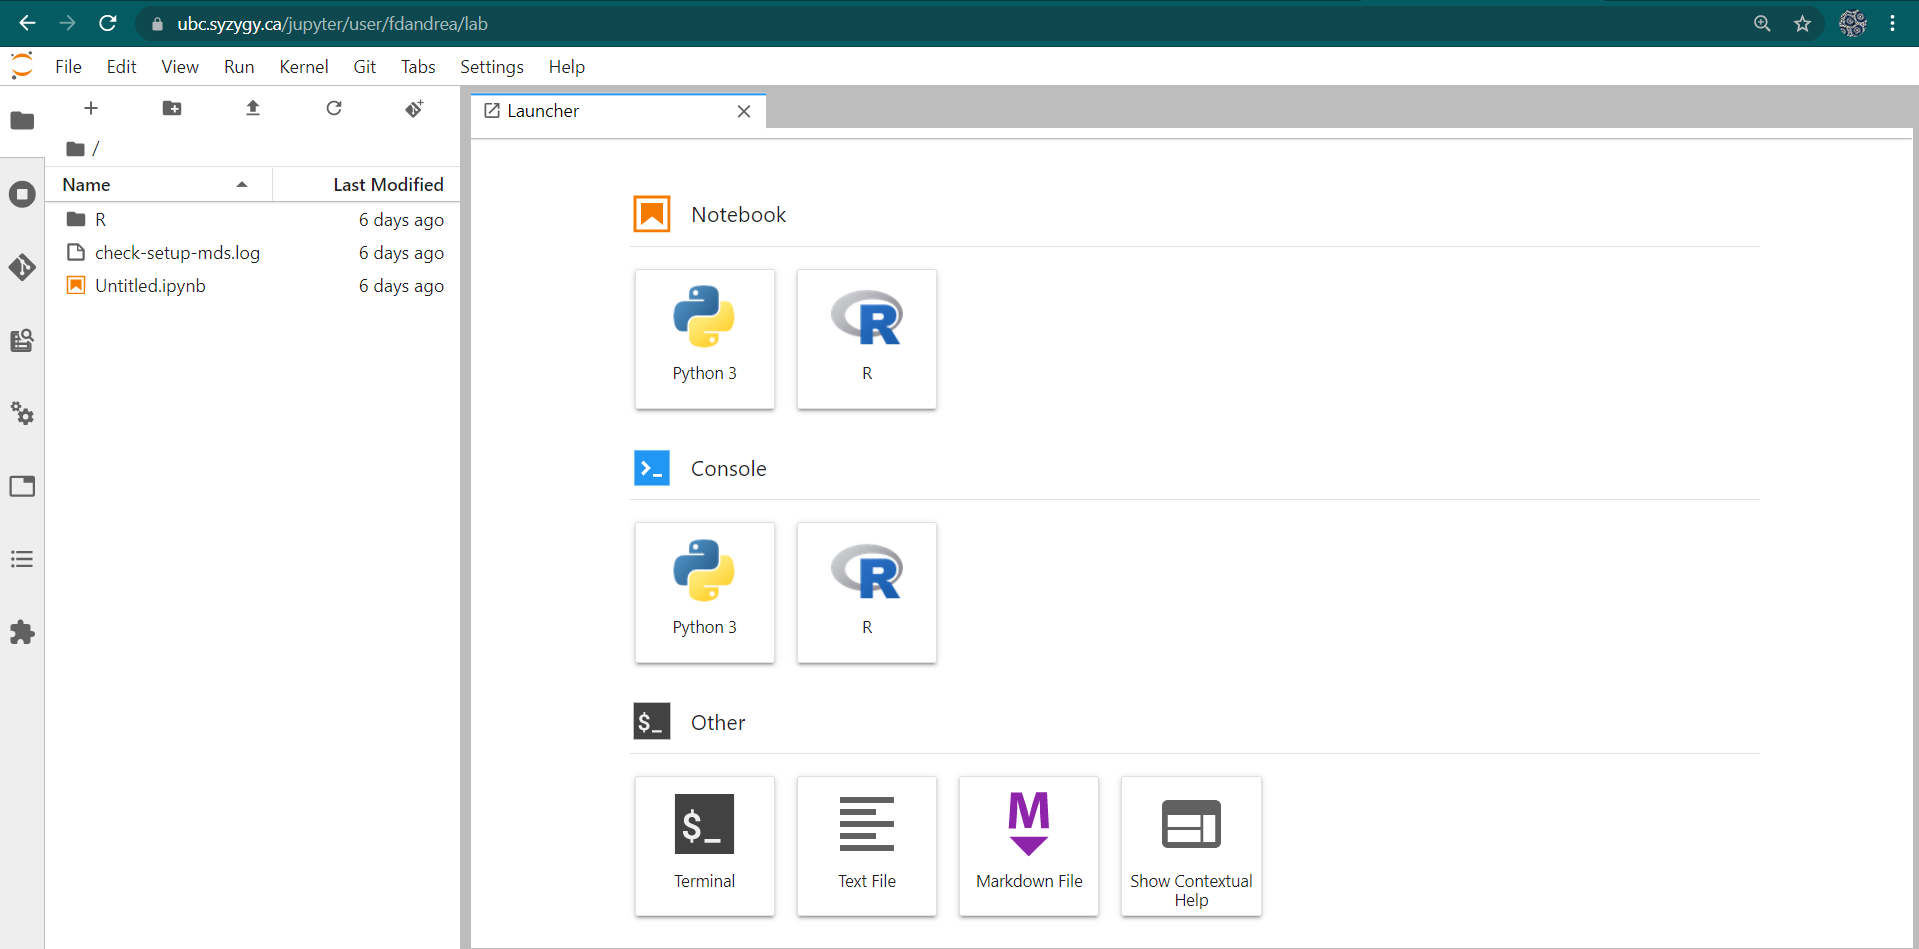 ubc.syzygy.ca/jupyter/user/fdandrea/lab
File Edit View Run Kernel Git Tabs Settings Help
Launcher
/
Name Last Modified
R 6 days ago
check-setup-mds.log 6 days ago
Untitled.ipynb 6 days ago
Notebook
Python 3 R
Console
Python 3 R
$_ Other
$_
M
Terminal Text File Markdown File Show Contextual
Help